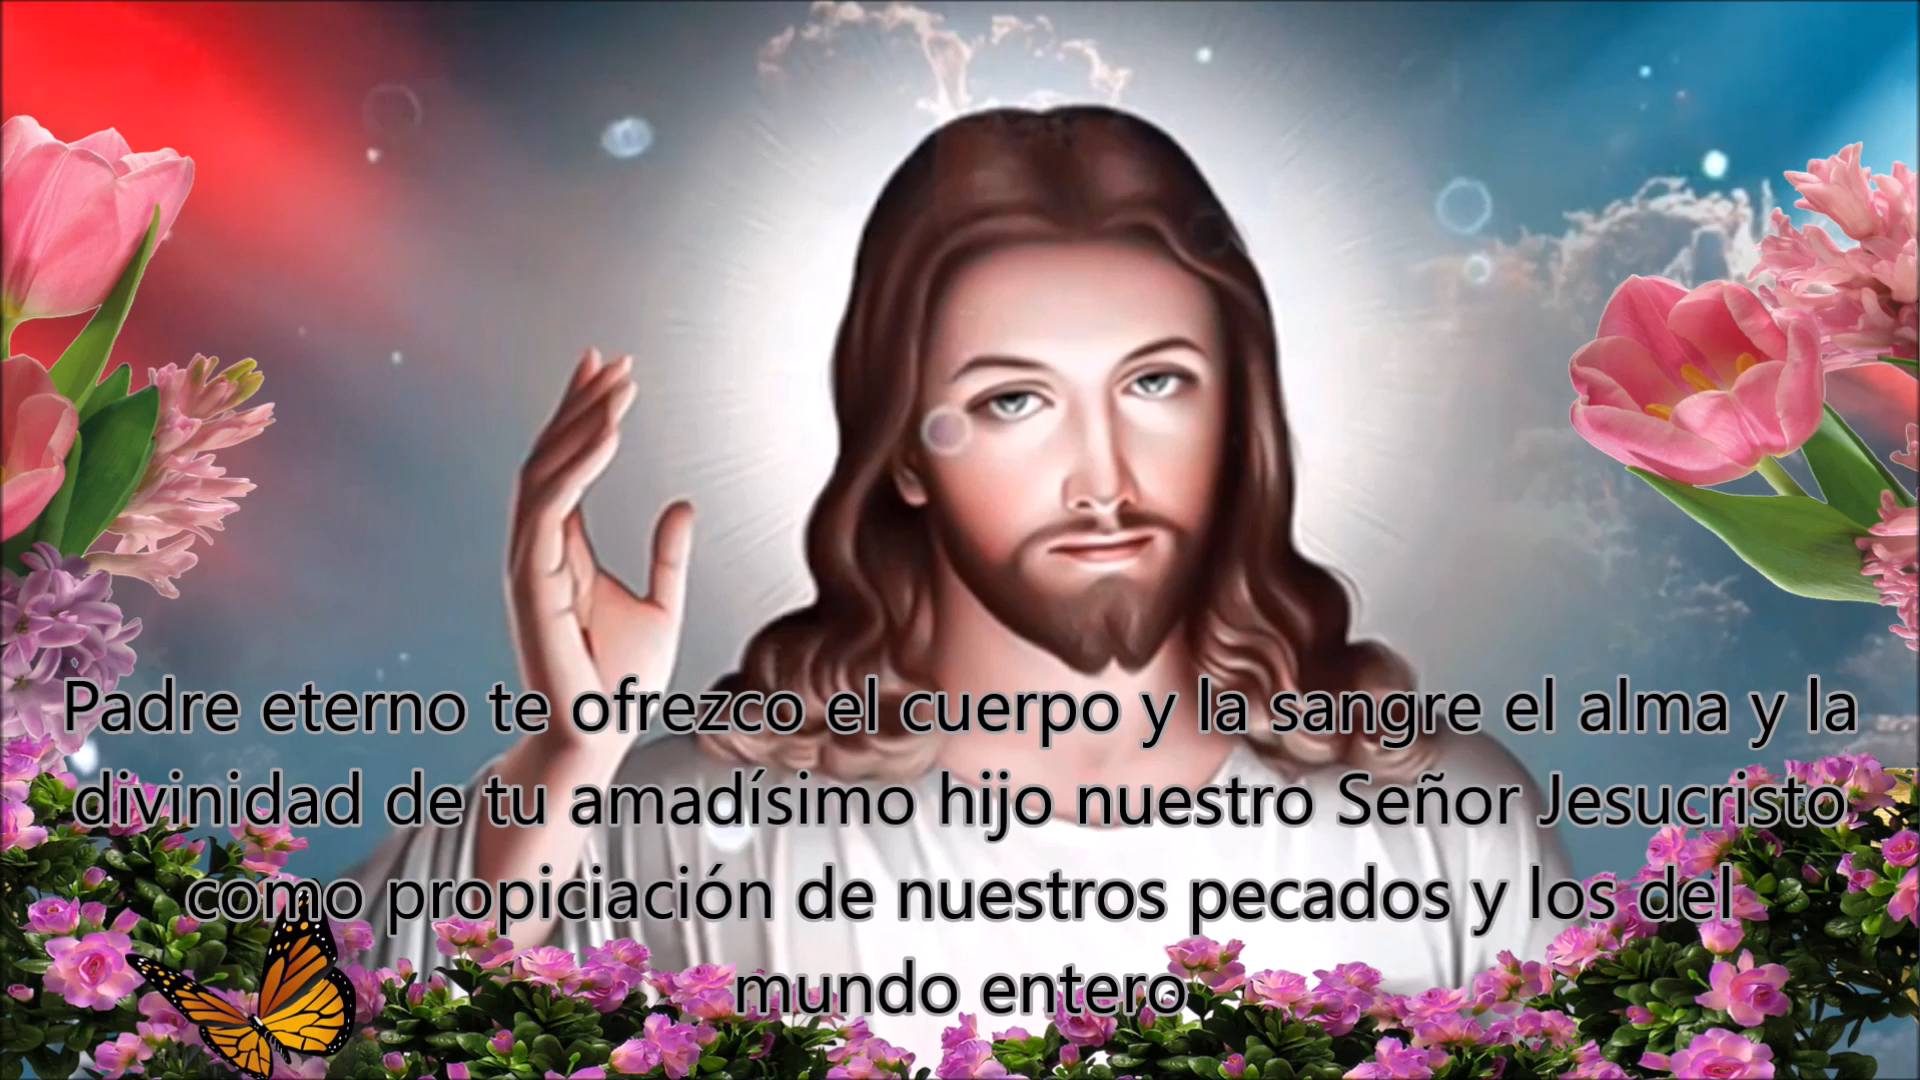 Padre eterno te ofrezco el cuerpo y la sangre el alma y la
divinidad de tu amadísimo hijo nuestro Señor Jesucristo
como propiciación de nuestros pecados y los del
mundo entero